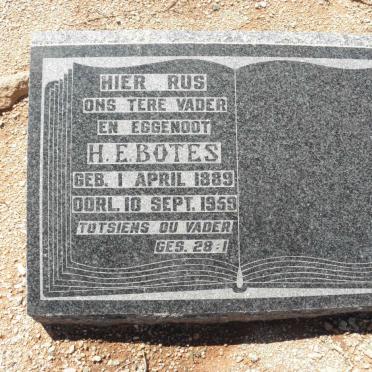 HIER RUS
ONS TERE VADER
EN EGGENOOT
H.E. BOTES
GEB. 1 APRIL 1889
OORL. 10 SEPT. 1959
TOTSIENS OU VADER
GES. 28:1